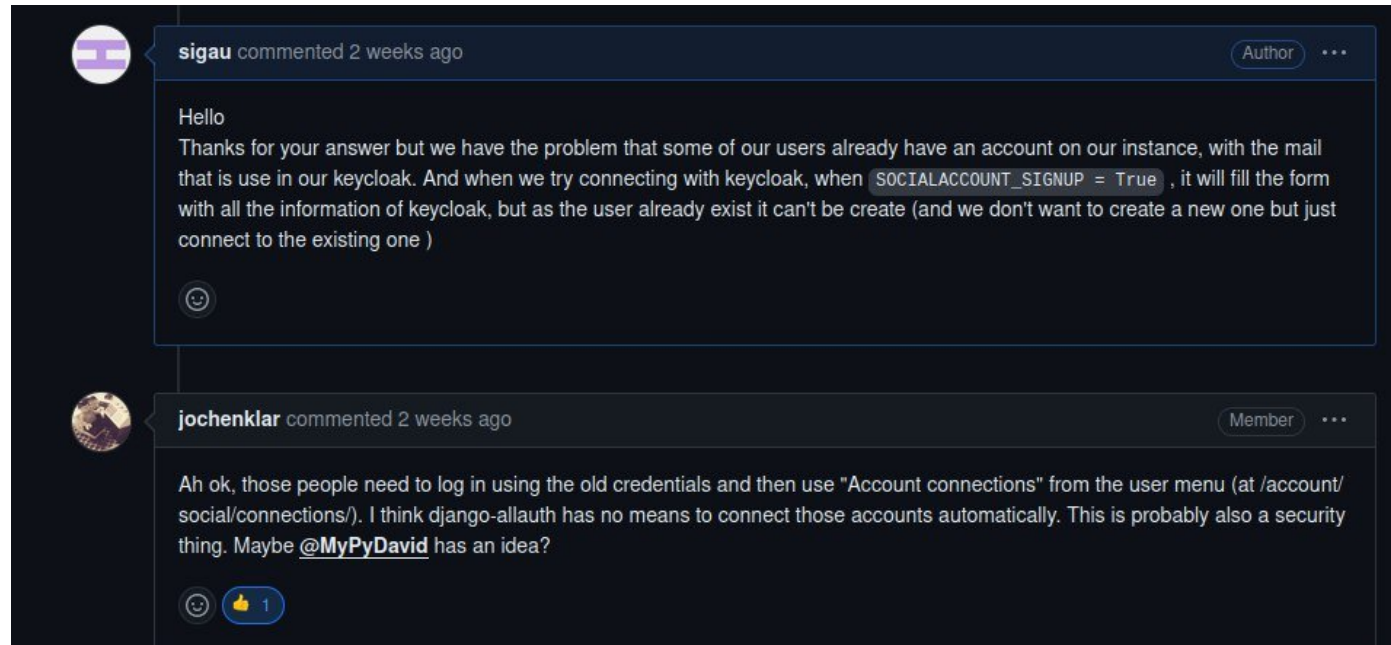 sigau commented 2 weeks ago
Author
Hello
Thanks for your answer but we have the problem that some of our users already have an account on our instance, with the mail
that is use in our keycloak. And when we try connecting with keycloak, when SOCIALACCOUNT_SIGNUP = True , it will fill the form
with all the information of keycloak, but as the user already exist it can't be create (and we don't want to create a new one but just
connect to the existing one )
jochenklar commented 2 weeks ago
Member
Ah ok, those people need to log in using the old credentials and then use "Account connections" from the user menu (at /account/
social/connections/). I think django-allauth has no means to connect those accounts automatically. This is probably also a security
thing. Maybe @MyPyDavid has an idea?
👍 1